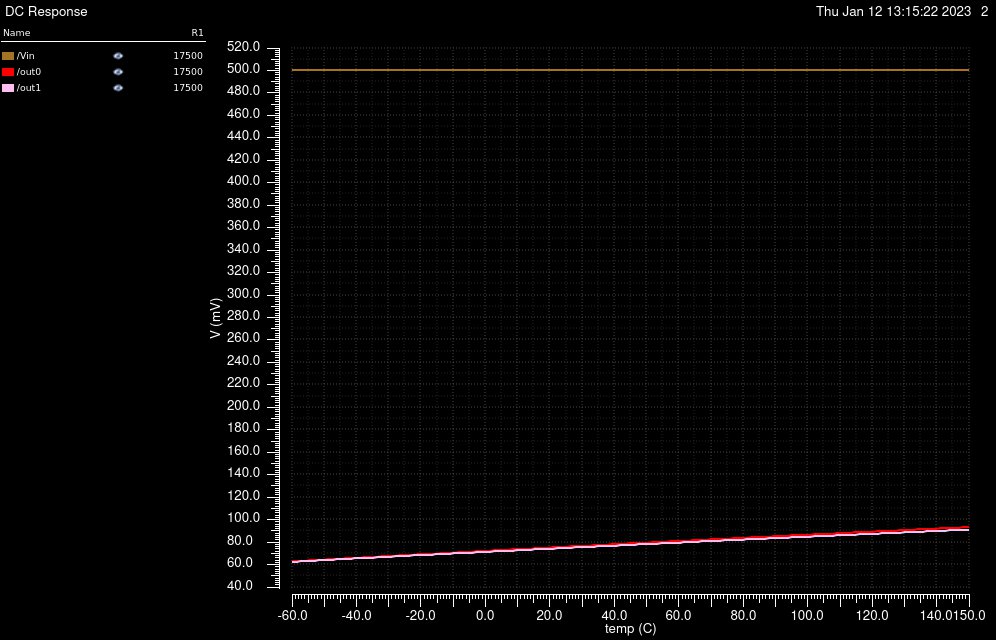 DC Response
Thu Jan 12 13:15:22 2023 2
Name R1
/Vin 17500
/out0 17500
/out1 17500
V (mV)
520.0
500.0
480.0
460.0
440.0
420.0
400.0
380.0
360.0
340.0
320.0
300.0
280.0
260.0
240.0
220.0
200.0
180.0
160.0
140.0
120.0
100.0
80.0
60.0
40.0
-60.0 -40.0 -20.0 0.0 20.0 40.0 60.0 80.0 100.0 120.0 140.0150.0
temp (C)